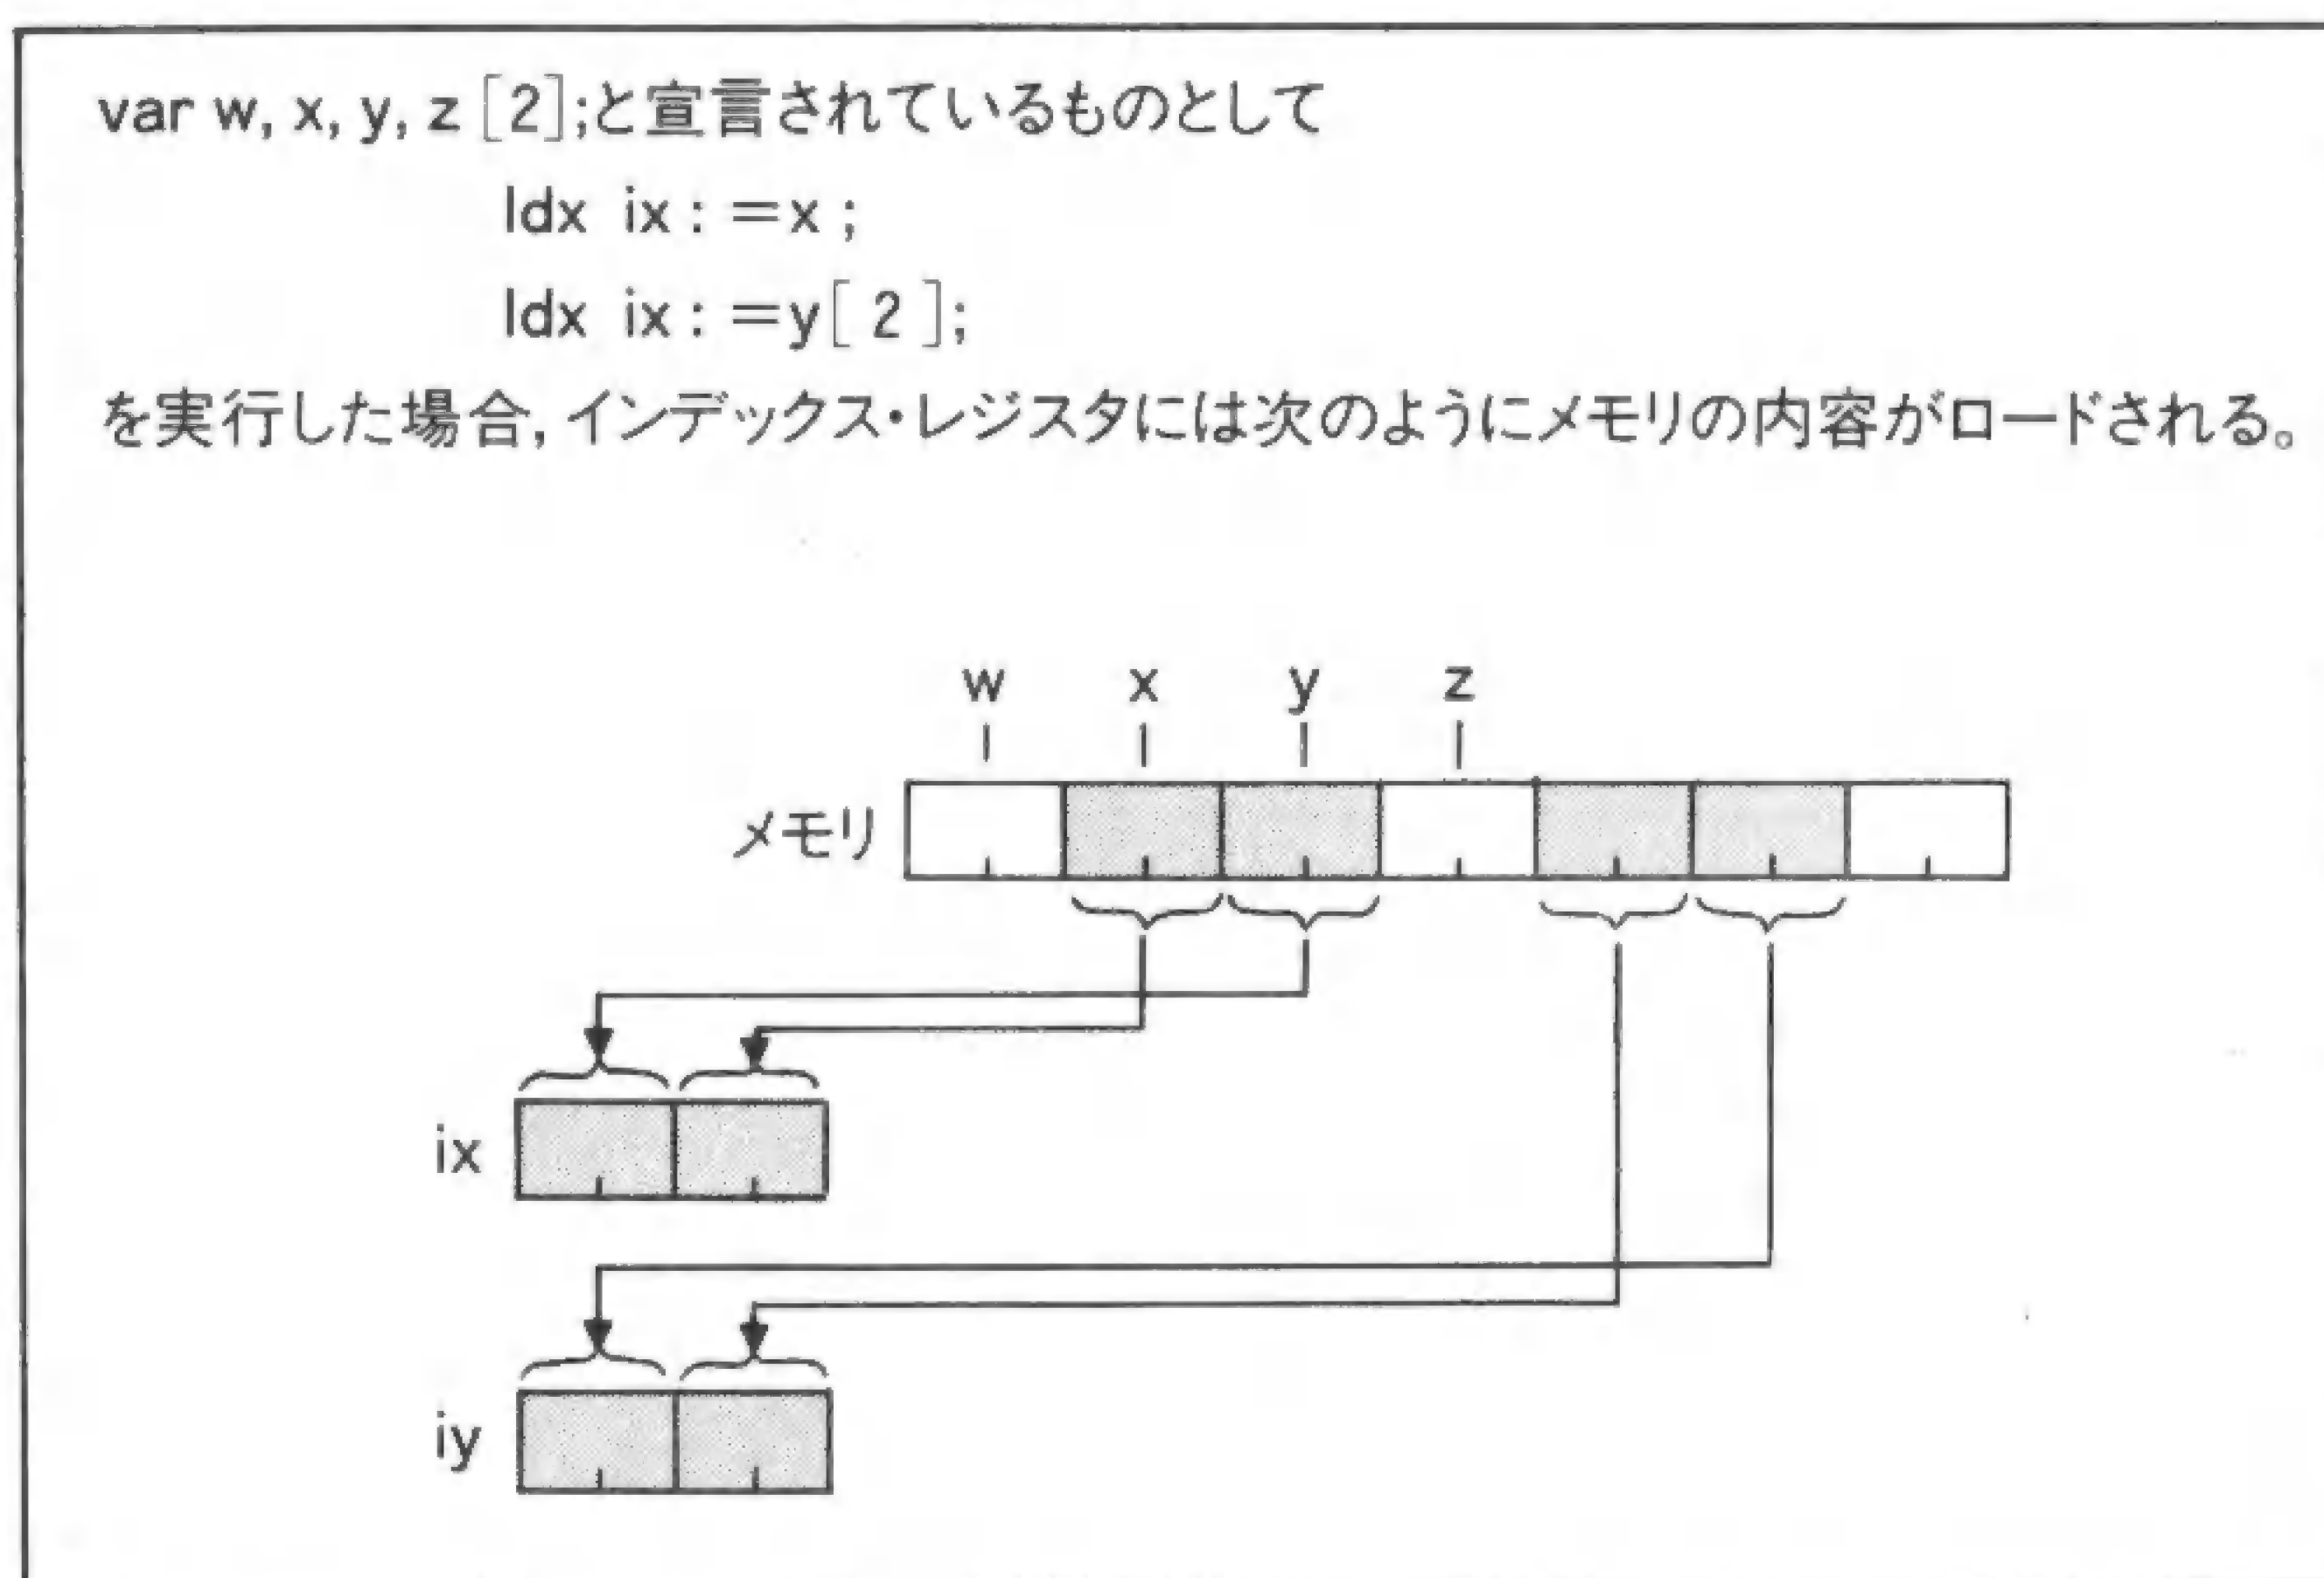 var w, x, y, z [2];と宣言されているものとして
ldx ix : =x ;
ldx ix : =y[ 2 ];
を実行した場合, インデックス・レジスタには次のようにメモリの内容がロードされる。
w x y z
メモリ
ix
iy